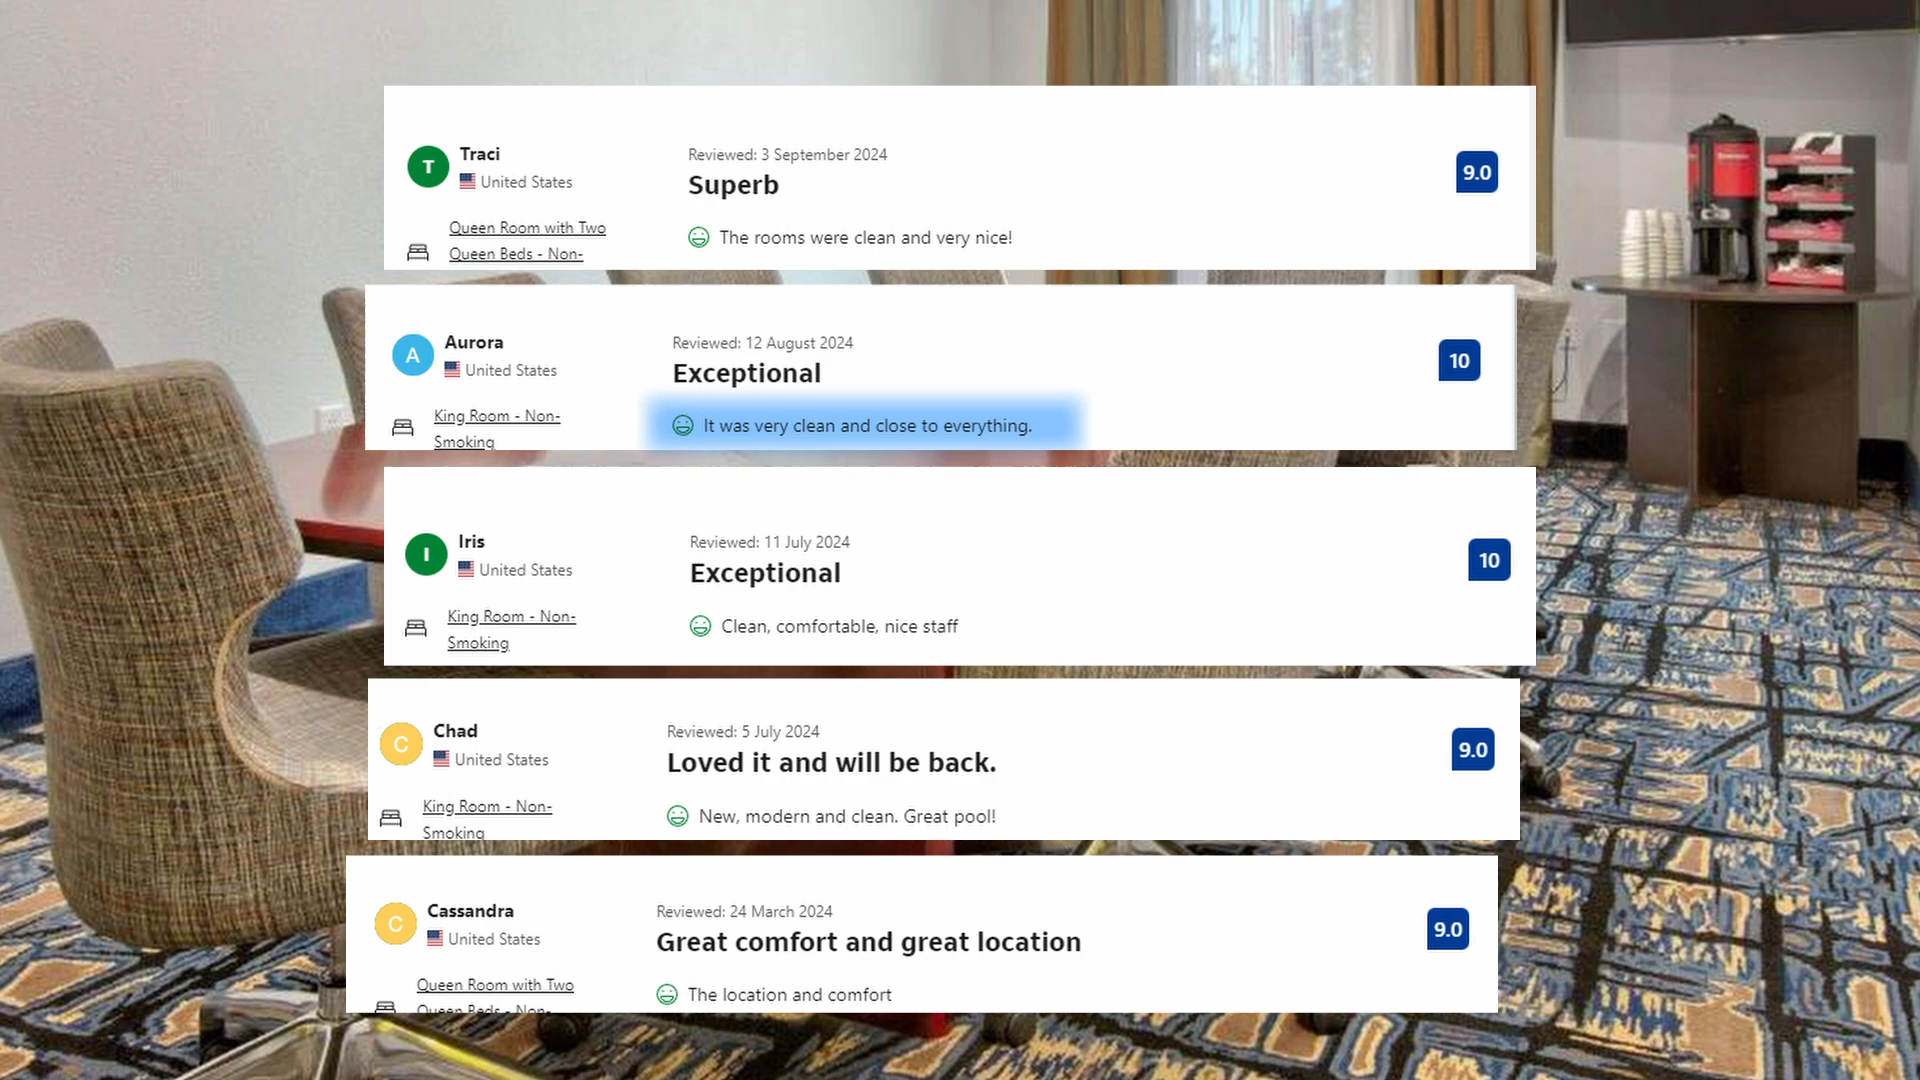 T
Traci
United States
Queen Room with Two
Queen Beds - Non-
Reviewed: 3 September 2024
Superb
The rooms were clean and very nice!
9.0
A
Aurora
United States
King Room - Non-
Smoking
Reviewed: 12 August 2024
Exceptional
It was very clean and close to everything.
10
I
Iris
United States
King Room - Non-
Smoking
Reviewed: 11 July 2024
Exceptional
Clean, comfortable, nice staff
10
C
Chad
United States
King Room - Non-
Smoking
Reviewed: 5 July 2024
Loved it and will be back.
New, modern and clean. Great pool!
9.0
C
Cassandra
United States
Queen Room with Two
Queen Beds - Non-
Reviewed: 24 March 2024
Great comfort and great location
The location and comfort
9.0